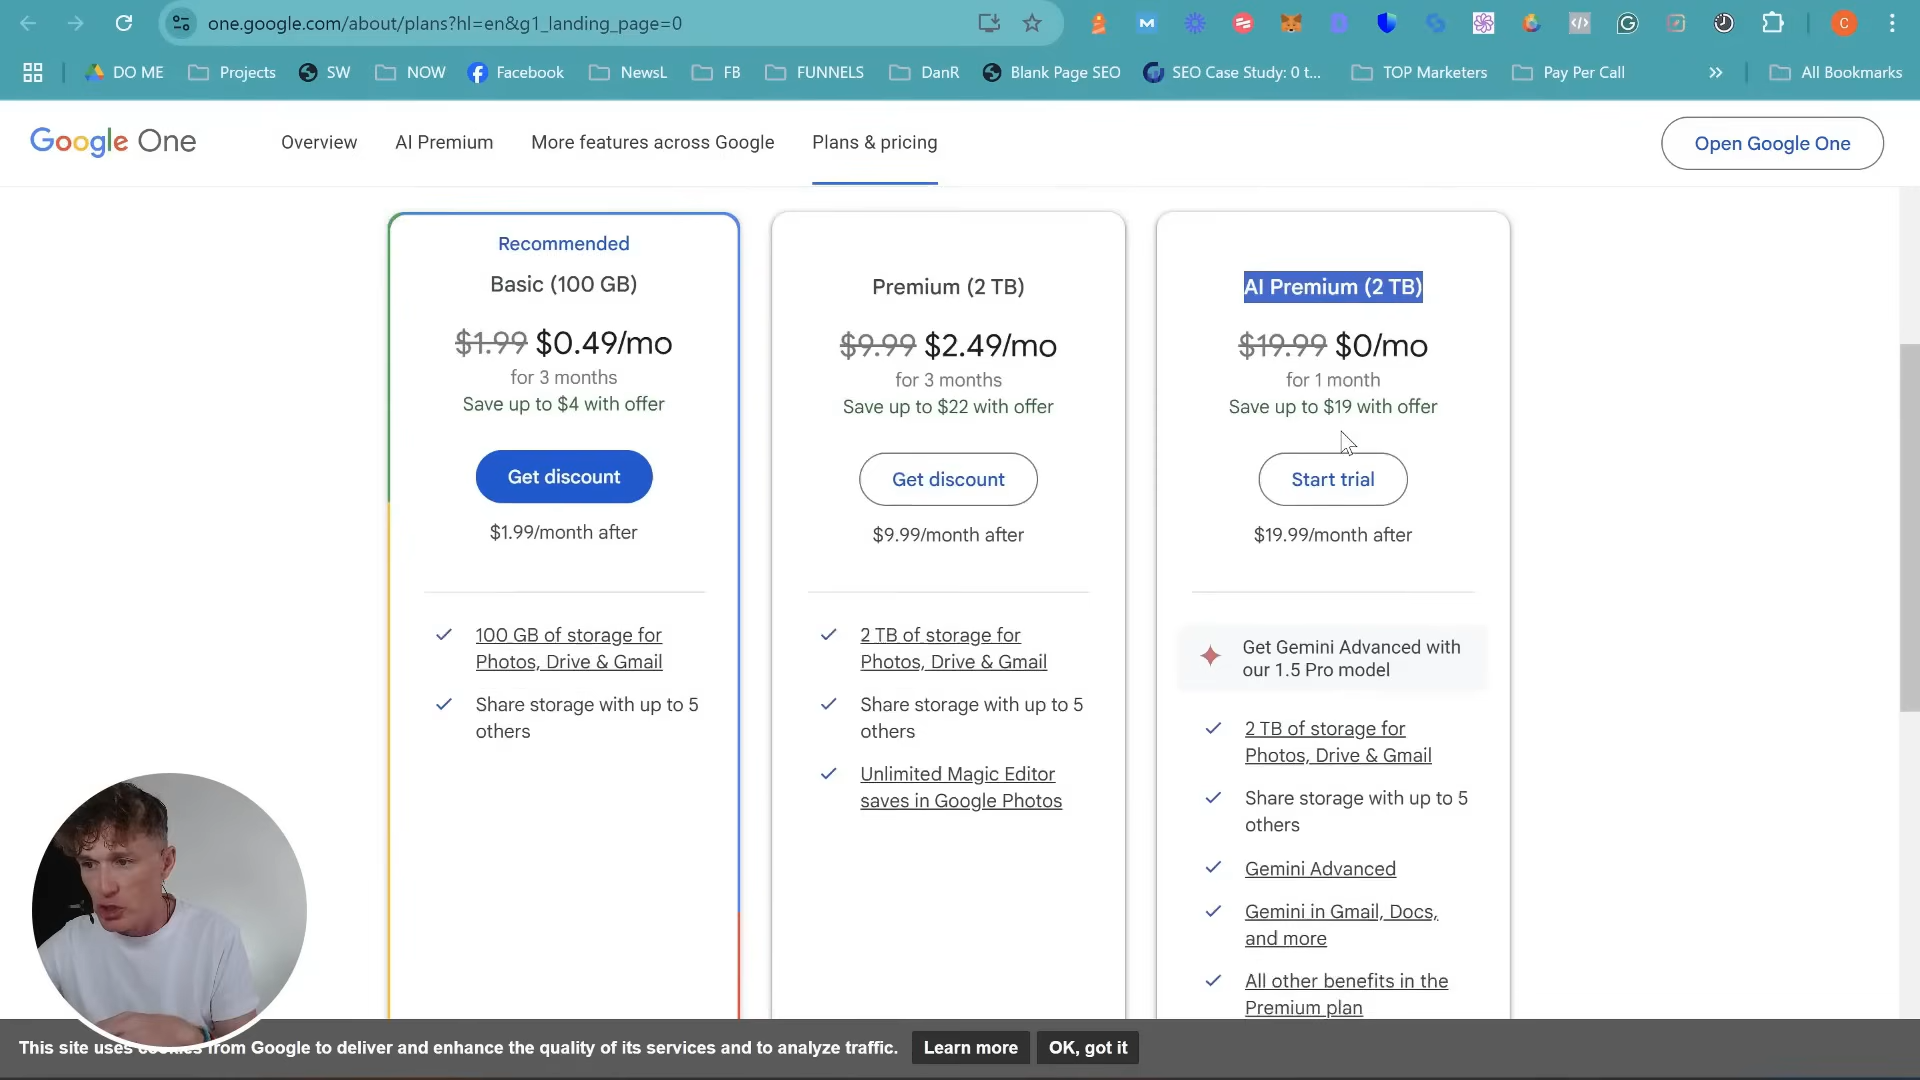 one.google.com/about/plans?hl=en&g1_landing_page=0
DO ME Projects SW NOW Facebook NewsL FB FUNNELS DanR Blank Page SEO SEO Case Study: 0 t... TOP Marketers Pay Per Call » All Bookmarks
Google One Overview AI Premium More features across Google Plans & pricing Open Google One
Recommended
Basic (100 GB)
$1.99 $0.49/mo
for 3 months
Save up to $4 with offer
Get discount
$1.99/month after
100 GB of storage for
Photos, Drive & Gmail
Share storage with up to 5
others
Premium (2 TB)
$9.99 $2.49/mo
for 3 months
Save up to $22 with offer
Get discount
$9.99/month after
2 TB of storage for
Photos, Drive & Gmail
Share storage with up to 5
others
Unlimited Magic Editor
saves in Google Photos
AI Premium (2 TB)
$19.99 $0/mo
for 1 month
Save up to $19 with offer
Start trial
$19.99/month after
Get Gemini Advanced with
our 1.5 Pro model
2 TB of storage for
Photos, Drive & Gmail
Share storage with up to 5
others
Gemini Advanced
Gemini in Gmail, Docs,
and more
All other benefits in the
Premium plan
This site uses cookies from Google to deliver and enhance the quality of its services and to analyze traffic. Learn more OK, got it